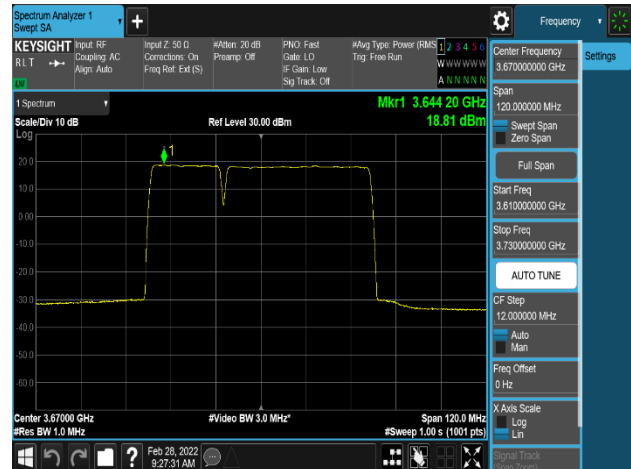 Spectrum Analyzer 1
Swept SA
+
Frequency
KEYSIGHT
RLT
Input: RF
Coupling: AC
Align: Auto
Input Z: 50 Ω
Corrections: On
Freq Ref: Ext (S)
#Atten: 20 dB
Preamp: Off
PNO: Fast
Gate: LO
IF Gain: Low
Sig Track: Off
#Avg Type: Power (RMS
Trig: Free Run
1 2 3 4 5 6
W W W W W W
A N N N N N
1 Spectrum
Scale/Div 10 dB
Log
Ref Level 30.00 dBm
Mkr1 3.644 20 GHz
18.81 dBm
1
20.0
10.0
0.00
-10.0
-20.0
-30.0
-40.0
-50.0
-60.0
Center 3.67000 GHz
#Res BW 1.0 MHz
#Video BW 3.0 MHz*
Span 120.0 MHz
#Sweep 1.00 s (1001 pts)
Center Frequency
3.670000000 GHz
Settings
Span
120.000000 MHz
Swept Span
Zero Span
Full Span
Start Freq
3.610000000 GHz
Stop Freq
3.730000000 GHz
AUTO TUNE
CF Step
12.000000 MHz
Auto
Man
Freq Offset
0 Hz
X Axis Scale
Log
Lin
Signal Track
(Span Zoom)
?
Feb 28, 2022
9:27:31 AM